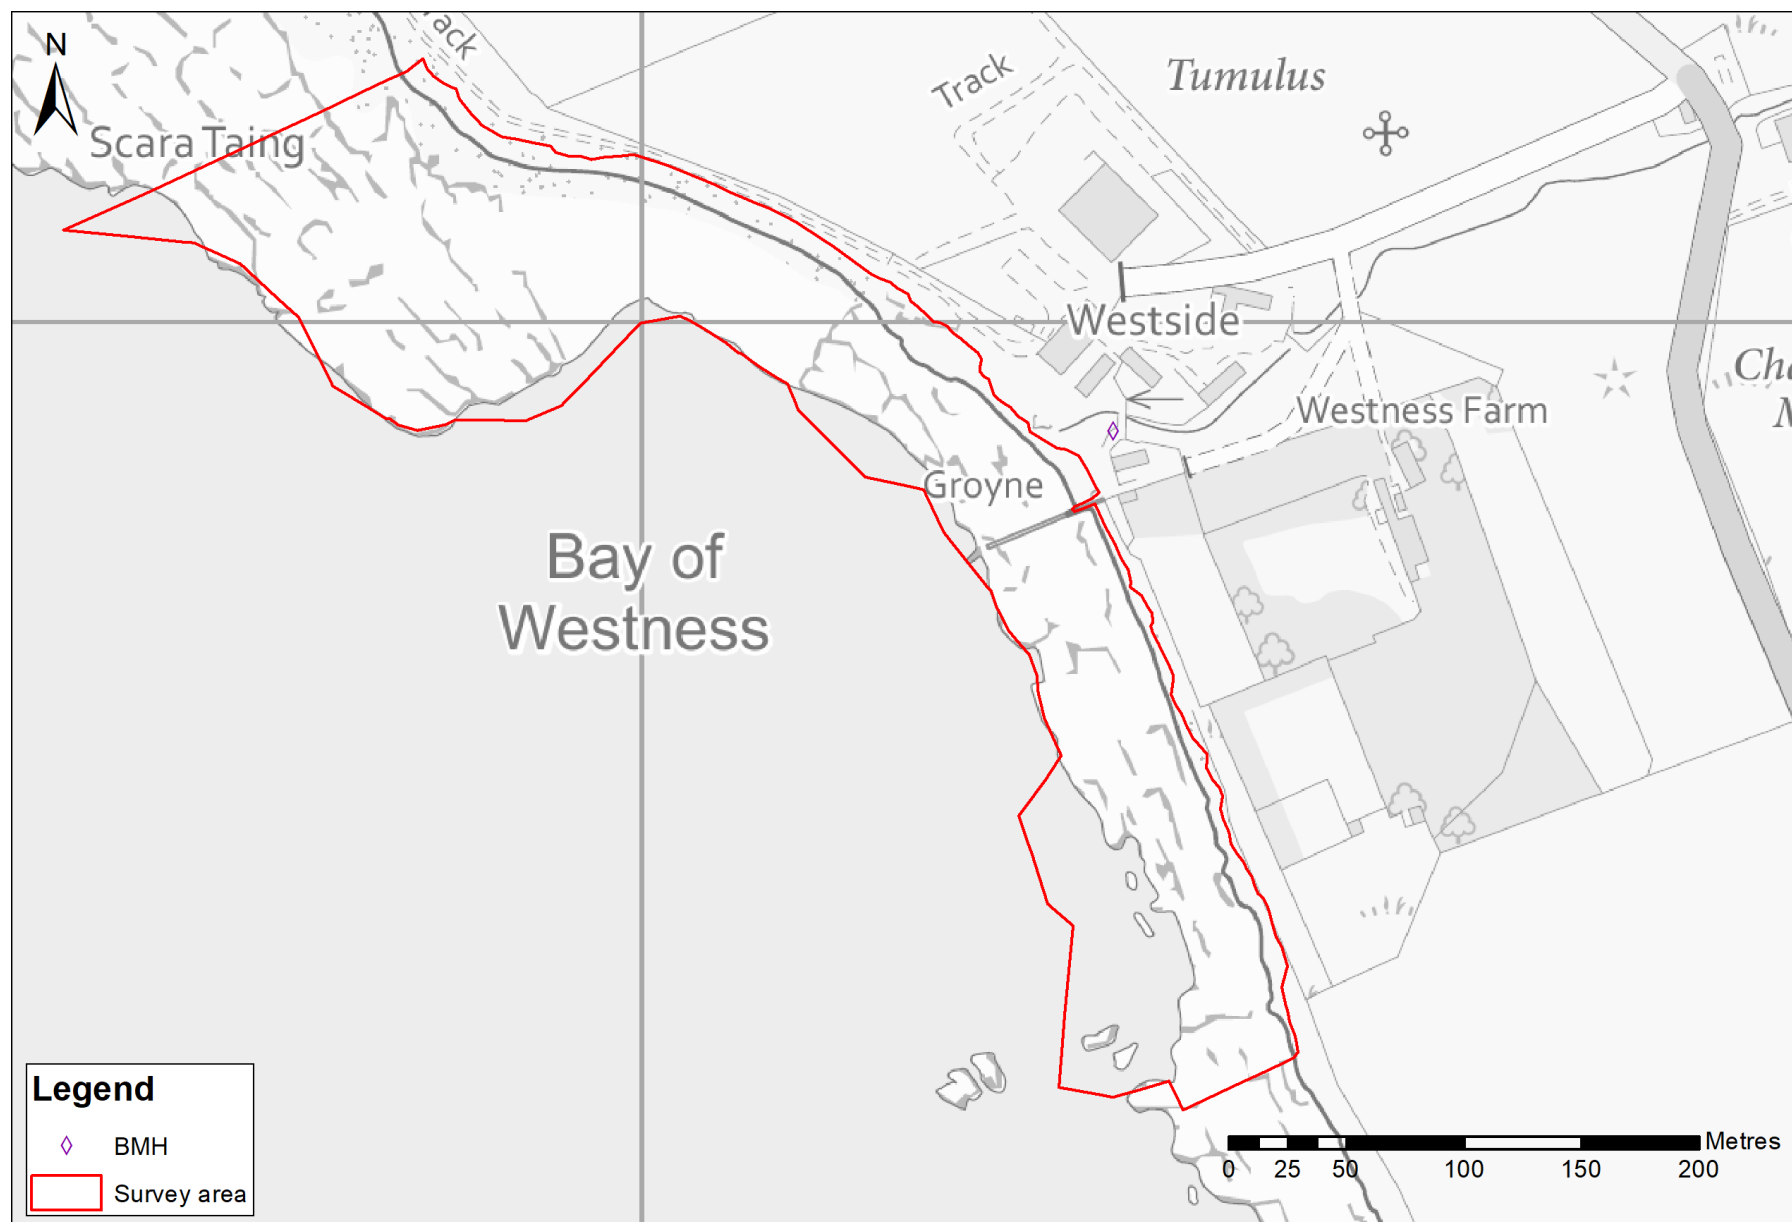 N
Track
Scara Taing
Track
Tumulus
Westside
Westness Farm
Groyne
Bay of
Westness
Legend
BMH
Survey area
Metres
0 25 50 100 150 200